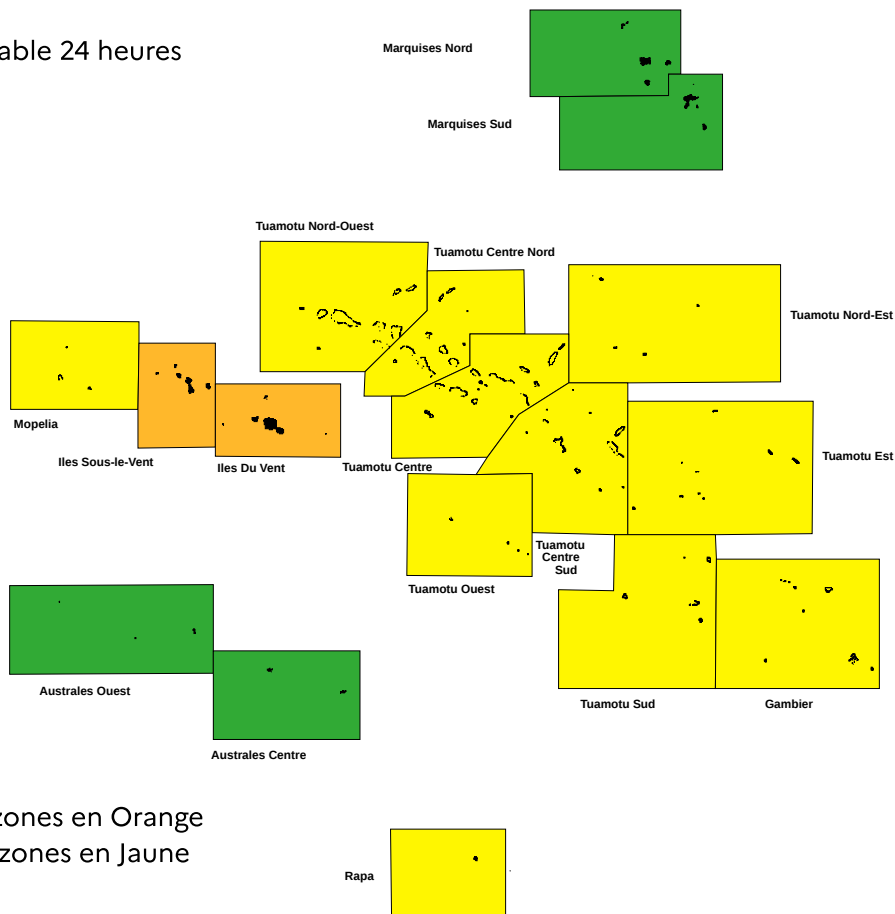 able 24 heures
Marquises Nord
Marquises Sud
Tuamotu Nord-Ouest
Tuamotu Centre Nord
Tuamotu Nord-Est
Mopelia
Iles Sous-le-Vent
Iles Du Vent
Tuamotu Centre
Tuamotu Est
Tuamotu
Centre
Sud
Tuamotu Ouest
Australes Ouest
Tuamotu Sud
Gambier
Australes Centre
zones en Orange
zones en Jaune
Rapa